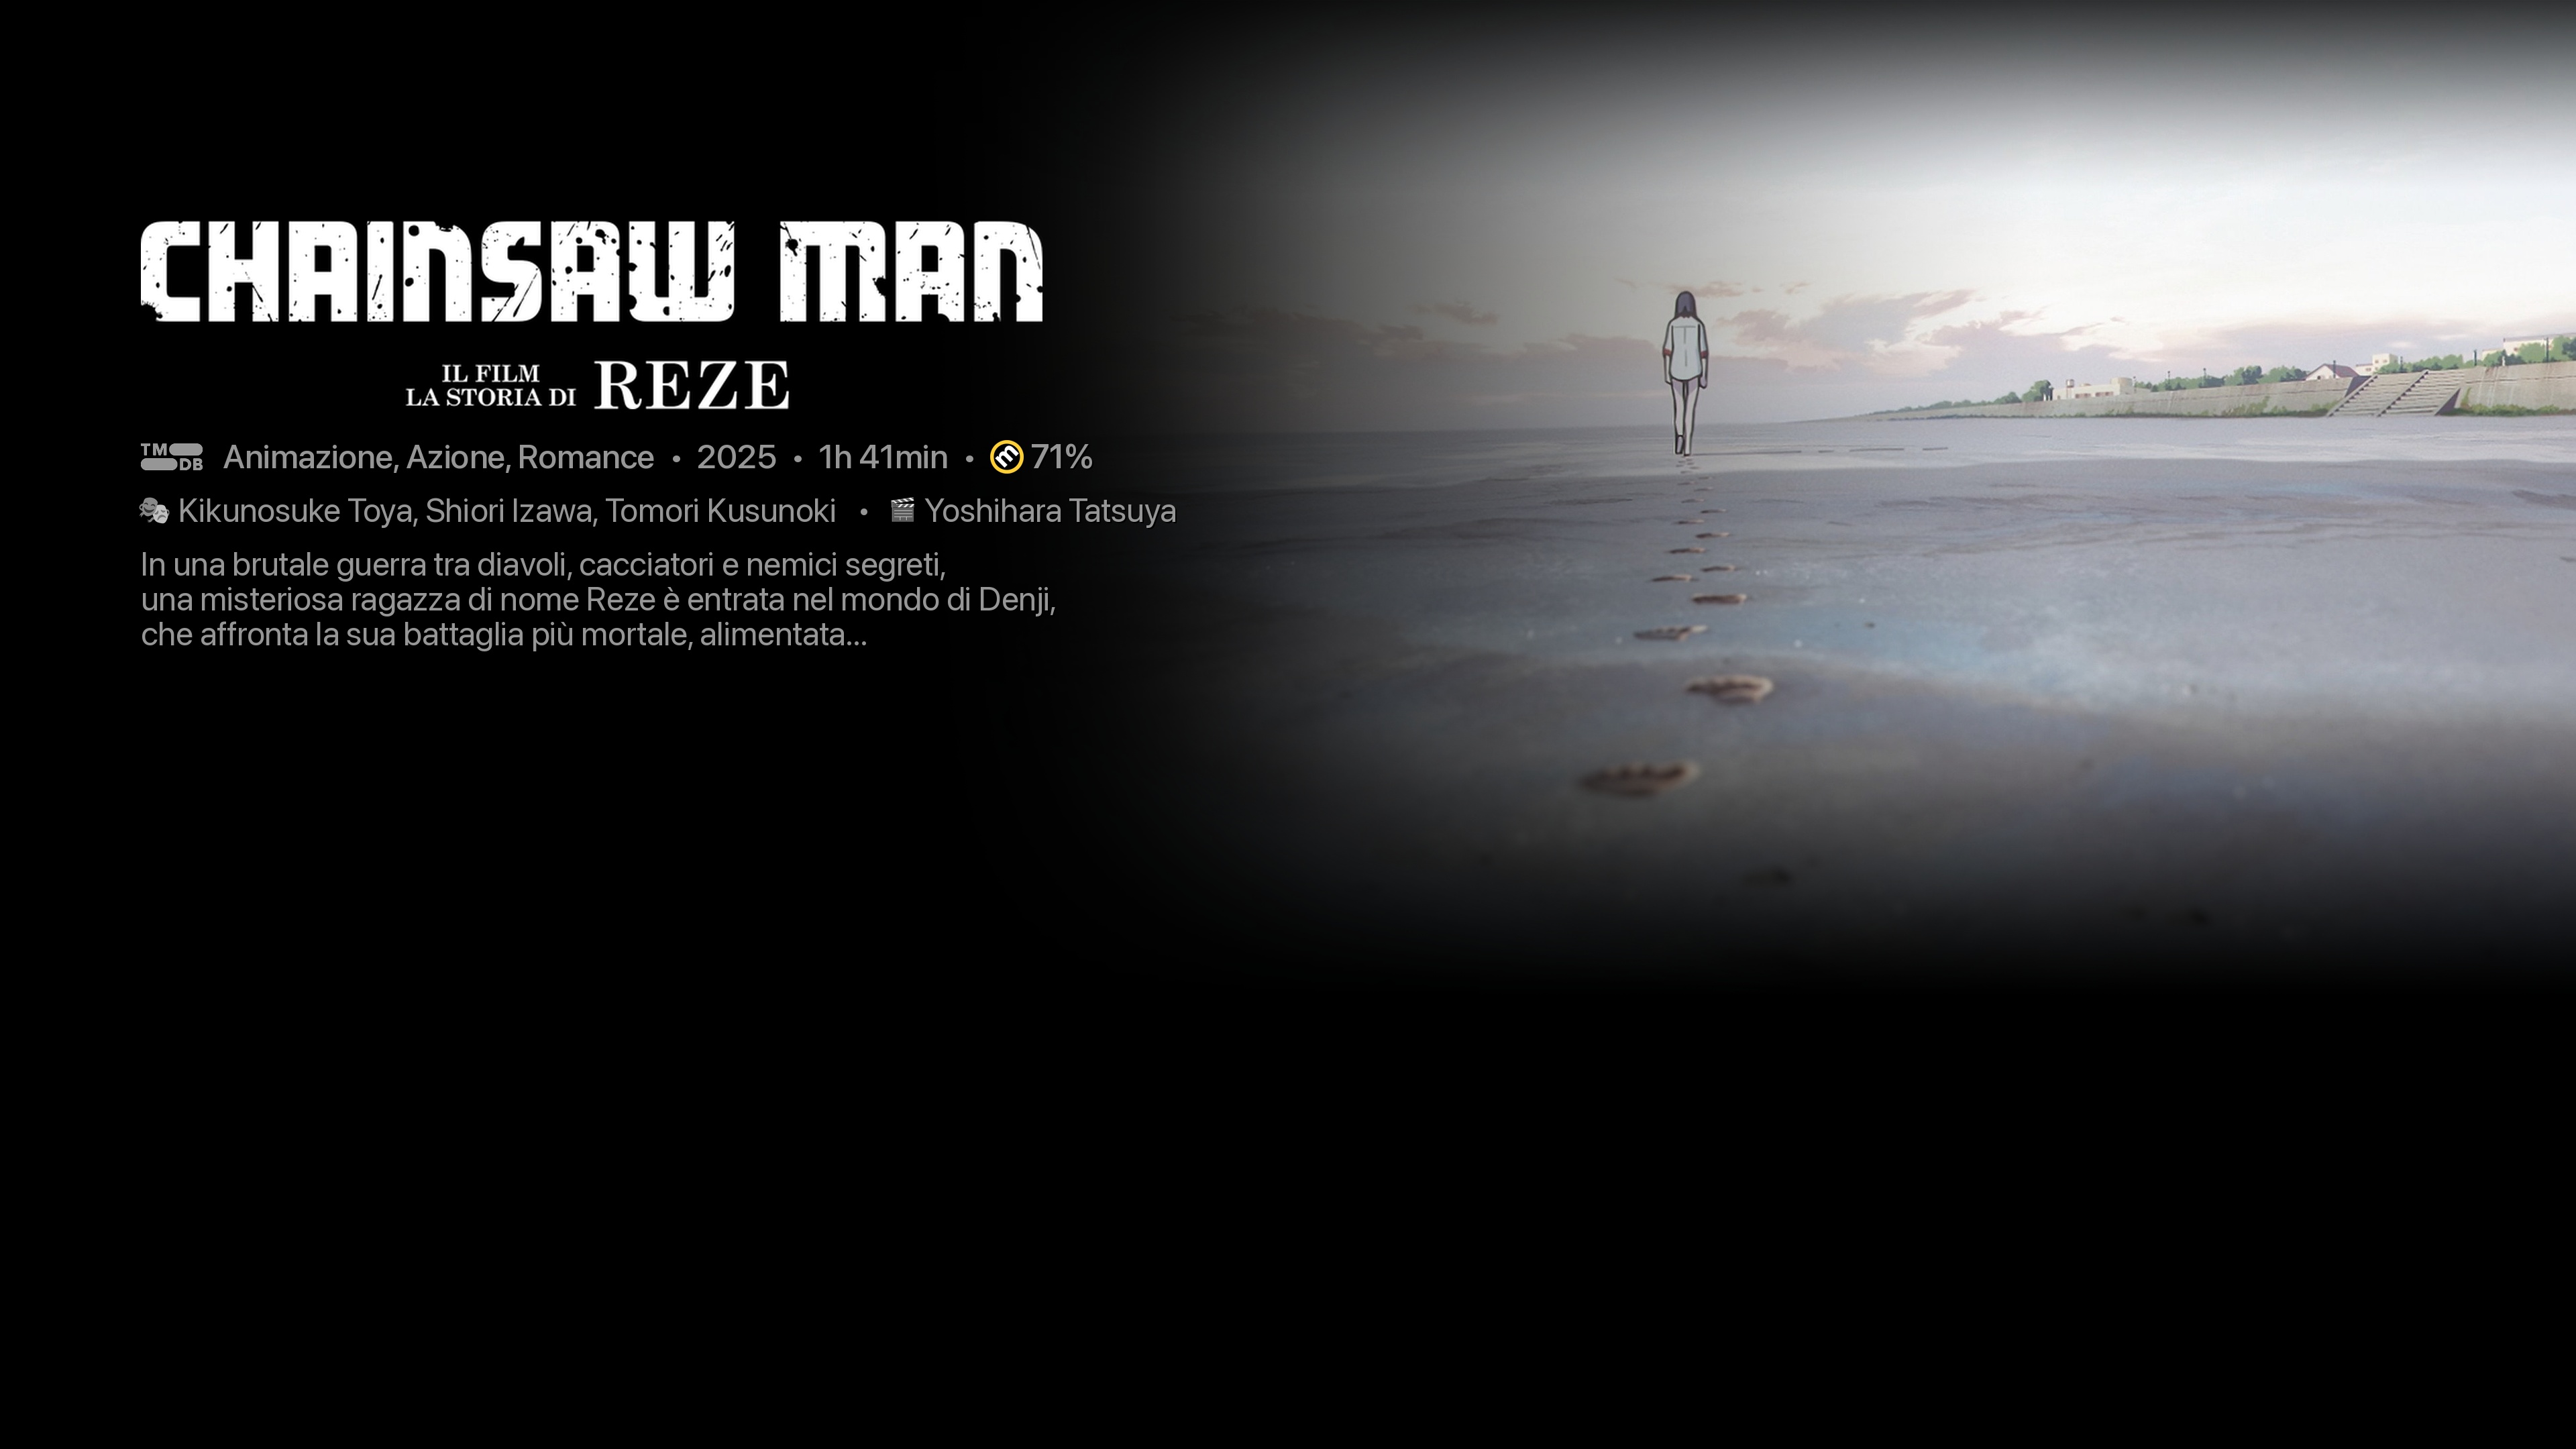 CHAINSAW MAN
IL FILM
LA STORIA DI REZE
TMDB Animazione, Azione, Romance • 2025 • 1h 41min • m 71%
Kikunosuke Toya, Shiori Izawa, Tomori Kusunoki • Yoshihara Tatsuya
In una brutale guerra tra diavoli, cacciatori e nemici segreti,
una misteriosa ragazza di nome Reze è entrata nel mondo di Denji,
che affronta la sua battaglia più mortale, alimentata...